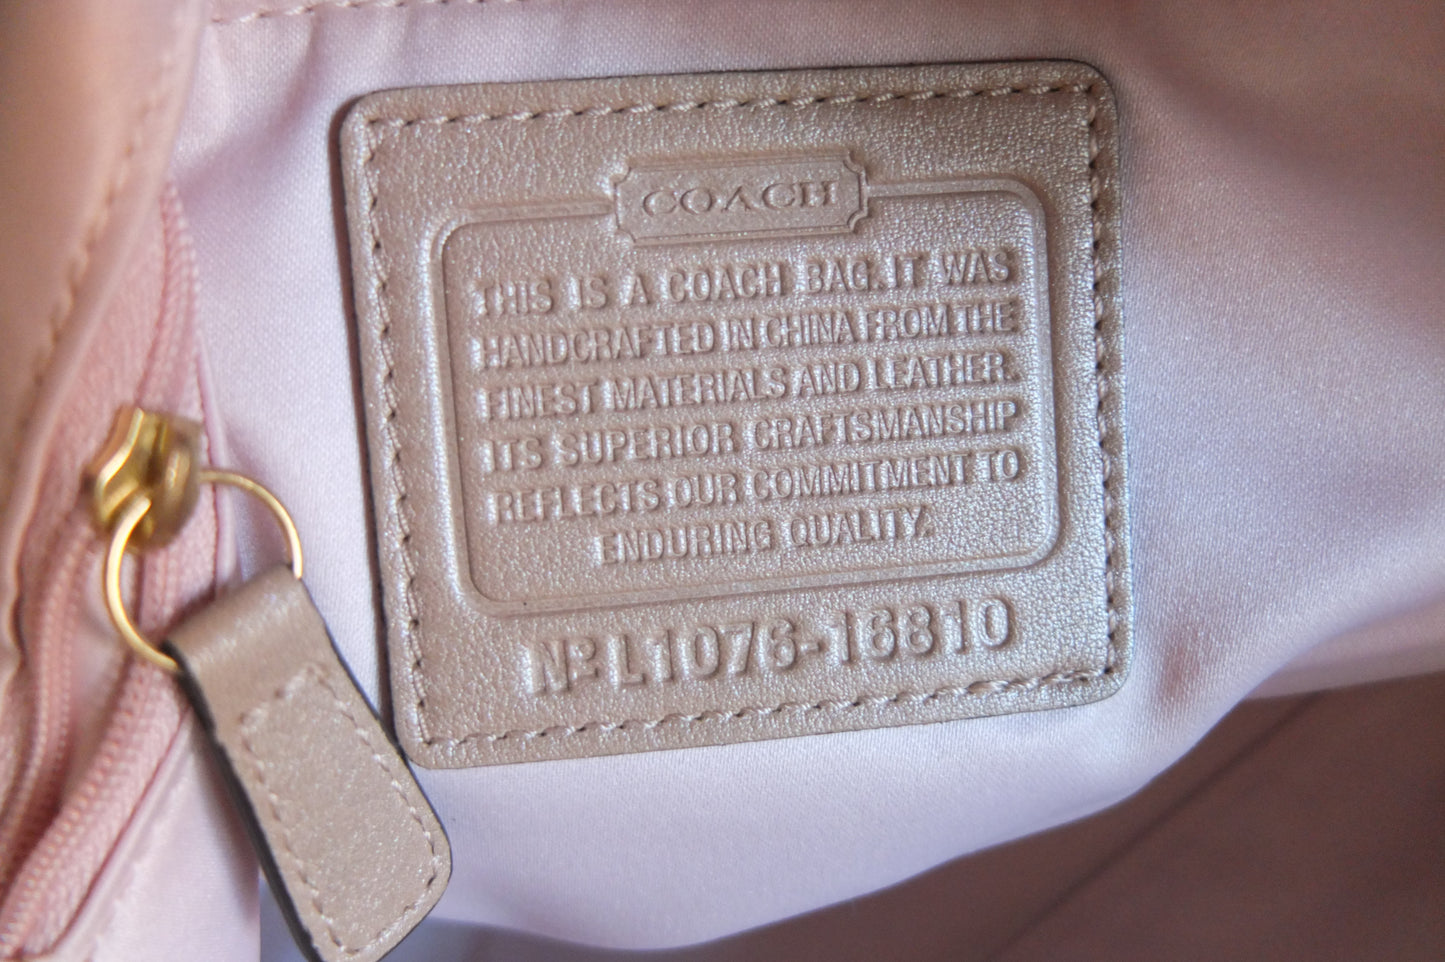 COACH
THIS IS A COACH BAG. IT WAS
HANDCRAFTED IN CHINA FROM THE
FINEST MATERIALS AND LEATHER.
ITS SUPERIOR CRAFTSMANSHIP
REFLECTS OUR COMMITMENT TO
ENDURING QUALITY.
Nº L1076-16810